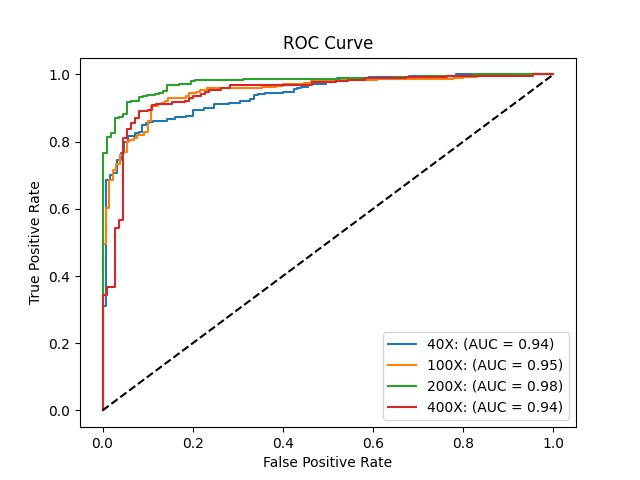 ROC Curve
True Positive Rate
1.0
0.8
0.6
0.4
0.2
0.0
0.0 0.2 0.4 0.6 0.8 1.0
False Positive Rate
40X: (AUC = 0.94)
100X: (AUC = 0.95)
200X: (AUC = 0.98)
400X: (AUC = 0.94)